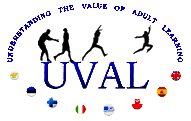 UNDERSTANDING THE VALUE OF ADULT LEARNING
UVAL